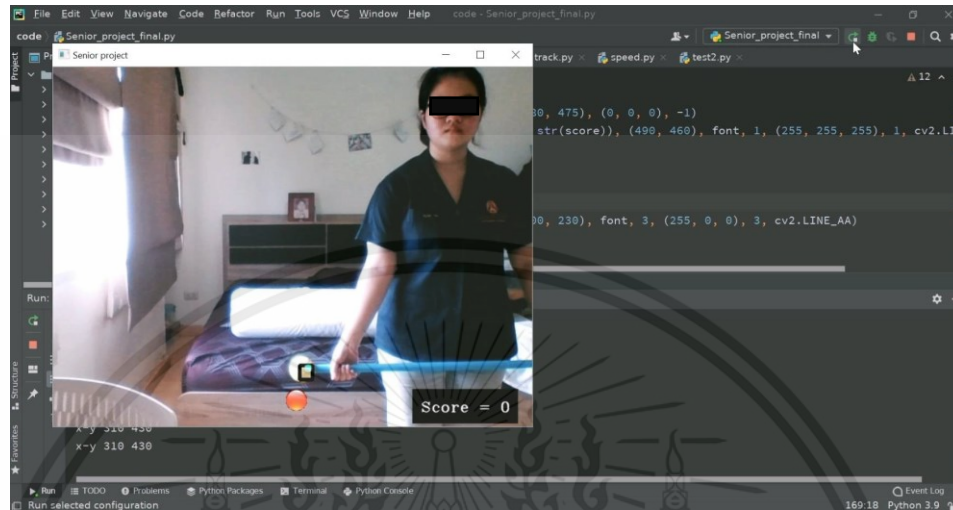 File Edit View Navigate Code Refactor Run Tools VCS Window Help code - Senior_project_final.py
code Senior_project_final.py Senior_project_final
Senior project
track.py speed.py test2.py
12
475), (0, 0, 0), -1)
str(score)), (490, 460), font, 1, (255, 255, 255), 1,
230), font, 3, (255, 0, 0), 3, cv2.LINE_AA)
Project
Run:
Score = 0
x-y 310 430
x-y 310 430
Structure
Favorites
Run TODO Problems Python Packages Terminal Python Console Event Log
Run selected configuration 169:18 Python 3.9